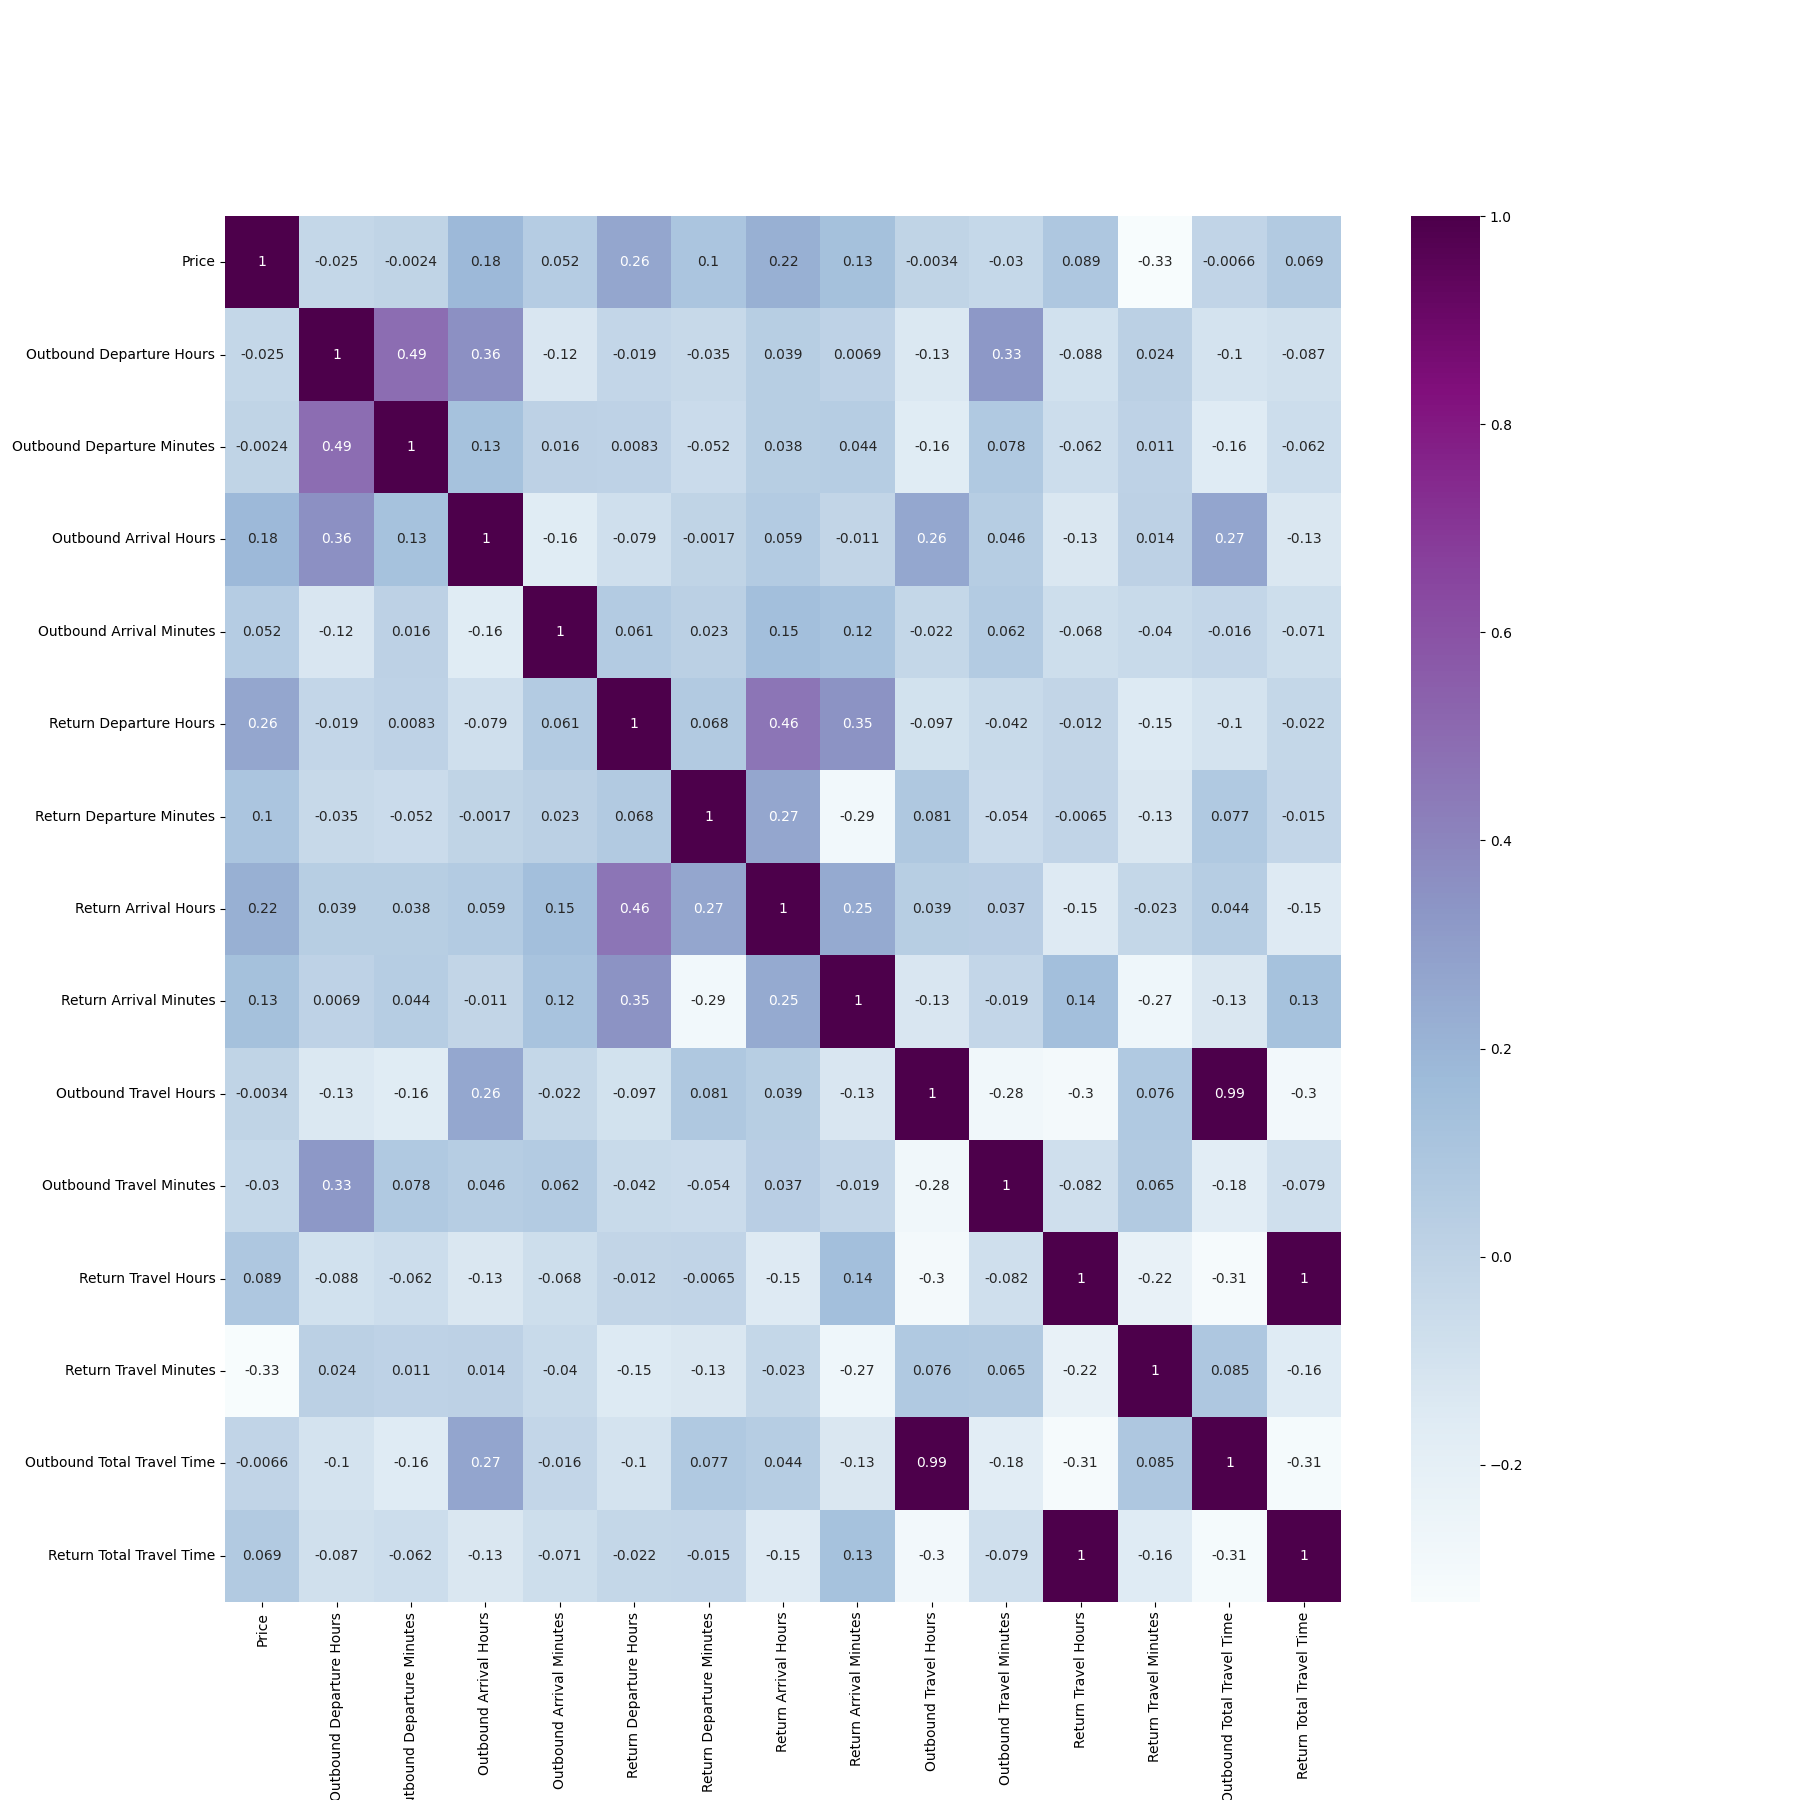 1.0
Price 1 -0.025 -0.0024 0.18 0.052 0.26 0.1 0.22 0.13 -0.0034 -0.03 0.089 -0.33 -0.0066 0.069
Outbound Departure Hours -0.025 1 0.49 0.36 -0.12 -0.019 -0.035 0.039 0.0069 -0.13 0.33 -0.088 0.024 -0.1 -0.087
0.8
Outbound Departure Minutes -0.0024 0.49 1 0.13 0.016 0.0083 -0.052 0.038 0.044 -0.16 0.078 -0.062 0.011 -0.16 -0.062
Outbound Arrival Hours 0.18 0.36 0.13 1 -0.16 -0.079 -0.0017 0.059 -0.011 0.26 0.046 -0.13 0.014 0.27 -0.13
0.6
Outbound Arrival Minutes 0.052 -0.12 0.016 -0.16 1 0.061 0.023 0.15 0.12 -0.022 0.062 -0.068 -0.04 -0.016 -0.071
Return Departure Hours 0.26 -0.019 0.0083 -0.079 0.061 1 0.068 0.46 0.35 -0.097 -0.042 -0.012 -0.15 -0.1 -0.022
Return Departure Minutes 0.1 -0.035 -0.052 -0.0017 0.023 0.068 1 0.27 -0.29 0.081 -0.054 -0.0065 -0.13 0.077 -0.015
0.4
Return Arrival Hours 0.22 0.039 0.038 0.059 0.15 0.46 0.27 1 0.25 0.039 0.037 -0.15 -0.023 0.044 -0.15
Return Arrival Minutes 0.13 0.0069 0.044 -0.011 0.12 0.35 -0.29 0.25 1 -0.13 -0.019 0.14 -0.27 -0.13 0.13
0.2
Outbound Travel Hours -0.0034 -0.13 -0.16 0.26 -0.022 -0.097 0.081 0.039 -0.13 1 -0.28 -0.3 0.076 0.99 -0.3
Outbound Travel Minutes -0.03 0.33 0.078 0.046 0.062 -0.042 -0.054 0.037 -0.019 -0.28 1 -0.082 0.065 -0.18 -0.079
0.0
Return Travel Hours 0.089 -0.088 -0.062 -0.13 -0.068 -0.012 -0.0065 -0.15 0.14 -0.3 -0.082 1 -0.22 -0.31 1
Return Travel Minutes -0.33 0.024 0.011 0.014 -0.04 -0.15 -0.13 -0.023 -0.27 0.076 0.065 -0.22 1 0.085 -0.16
Outbound Total Travel Time -0.0066 -0.1 -0.16 0.27 -0.016 -0.1 0.077 0.044 -0.13 0.99 -0.18 -0.31 0.085 1 -0.31
−0.2
Return Total Travel Time 0.069 -0.087 -0.062 -0.13 -0.071 -0.022 -0.015 -0.15 0.13 -0.3 -0.079 1 -0.16 -0.31 1
Price
Outbound Departure Hours
utbound Departure Minutes
Outbound Arrival Hours
Outbound Arrival Minutes
Return Departure Hours
Return Departure Minutes
Return Arrival Hours
Return Arrival Minutes
Outbound Travel Hours
Outbound Travel Minutes
Return Travel Hours
Return Travel Minutes
Outbound Total Travel Time
Return Total Travel Time